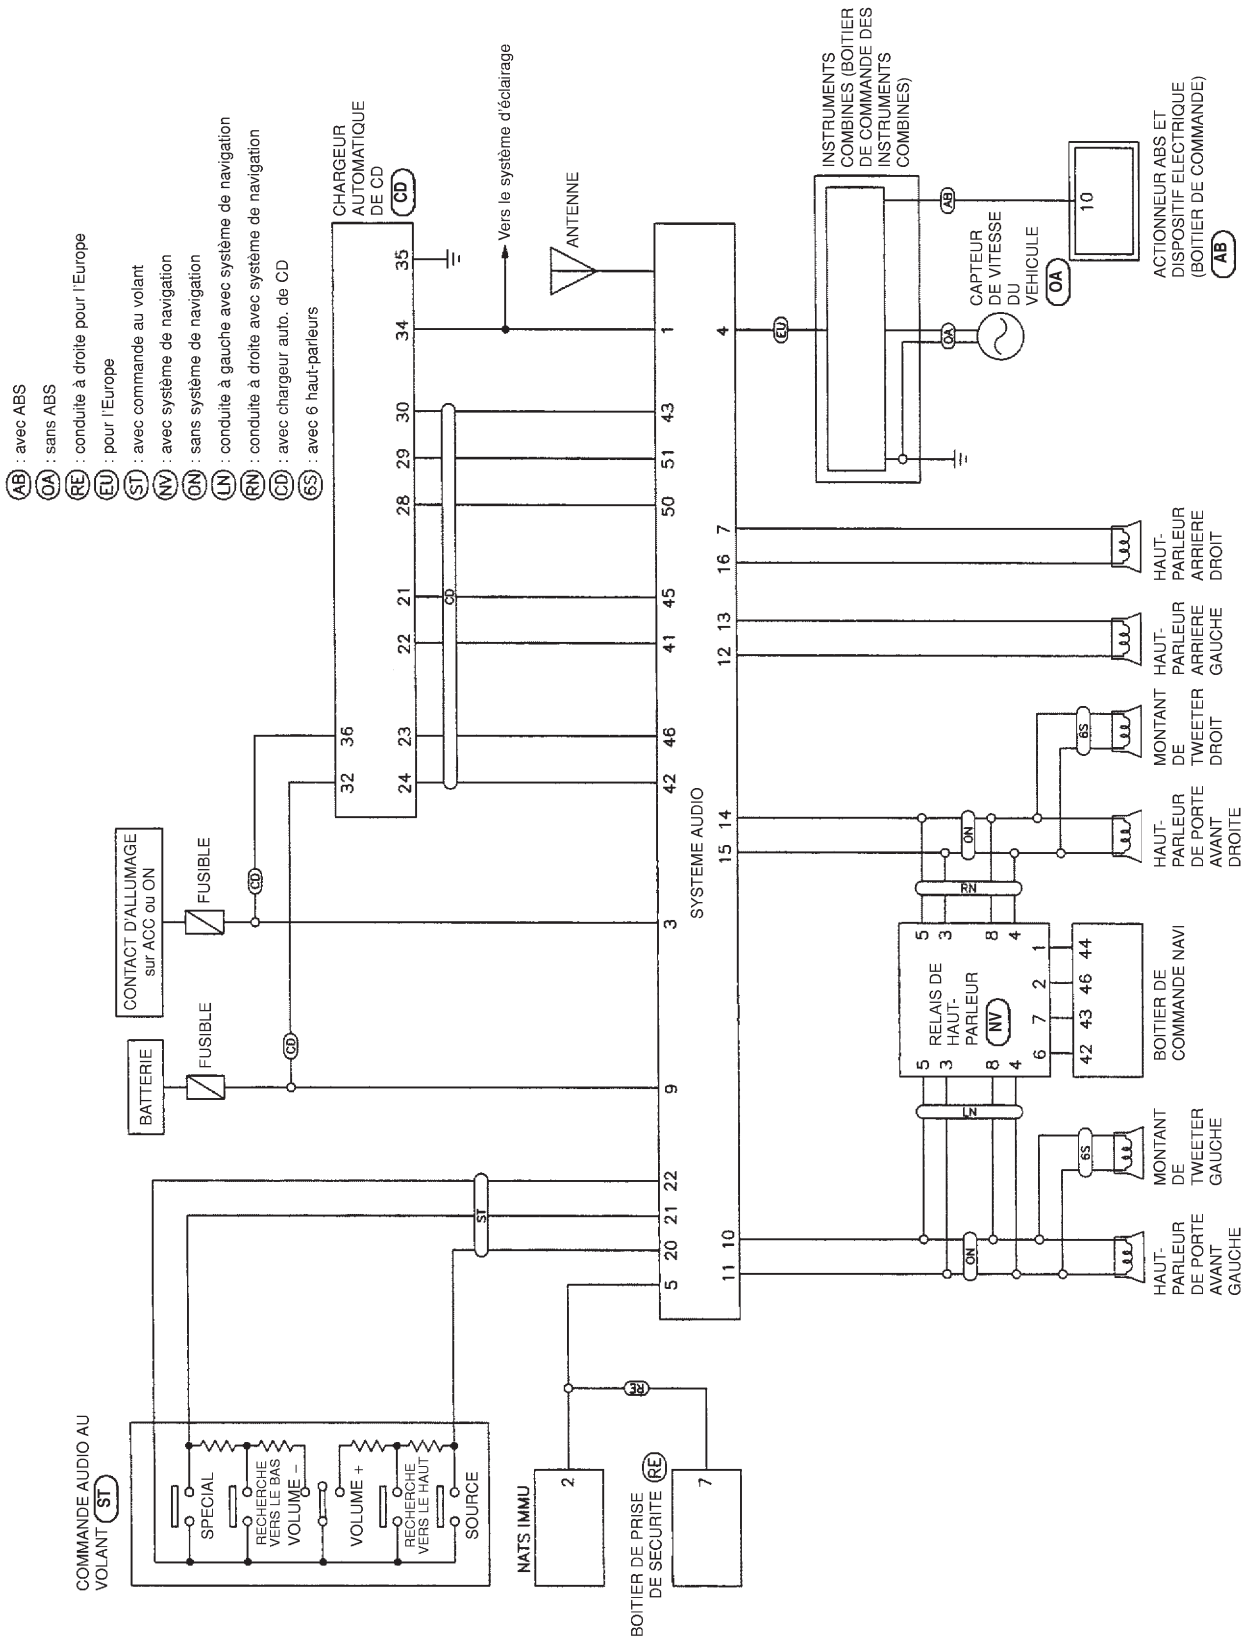 AB : avec ABS
OA : sans ABS
RE : conduite à droite pour l'Europe
EU : pour l'Europe
ST : avec commande au volant
NV : avec système de navigation
ON : sans système de navigation
LN : conduite à gauche avec système de navigation
RN : conduite à droite avec système de navigation
CD : avec chargeur auto. de CD
6S : avec 6 haut-parleurs
COMMANDE AUDIO AU
VOLANT ST
SPECIAL
RECHERCHE
VERS LE BAS
VOLUME -
VOLUME +
RECHERCHE
VERS LE HAUT
SOURCE
NATS IMMU
2
BOITIER DE PRISE
DE SECURITE RE
7
RE
BATTERIE
FUSIBLE
CONTACT D'ALLUMAGE
sur ACC ou ON
FUSIBLE
CD
CD
CHARGEUR
AUTOMATIQUE
DE CD
CD
32 36
24 23 22 21 28 29 30 34 35
CD
Vers le système d'éclairage
ANTENNE
ST
5 20 21 22 9 3 42 46 41 45 50 51 43 1
SYSTEME AUDIO
11 10 15 14 12 13 16 7 4
EU
INSTRUMENTS
COMBINES (BOITIER
DE COMMANDE DES
INSTRUMENTS
COMBINES)
OA
AB
CAPTEUR
DE VITESSE
DU
VEHICULE
OA
10
ACTIONNEUR ABS ET
DISPOSITIF ELECTRIQUE
(BOITIER DE COMMANDE)
AB
ON
LN
5 3 8 4
RELAIS DE
HAUT-
PARLEUR
NV
5 3 8 4
RN
ON
6 7 2 1
42 43 46 44
BOITIER DE
COMMANDE NAVI
6S
6S
HAUT-
PARLEUR
DE PORTE
AVANT
GAUCHE
MONTANT
DE
TWEETER
GAUCHE
HAUT-
PARLEUR
DE PORTE
AVANT
DROITE
MONTANT
DE
TWEETER
DROIT
HAUT-
PARLEUR
ARRIERE
GAUCHE
HAUT-
PARLEUR
ARRIERE
DROIT